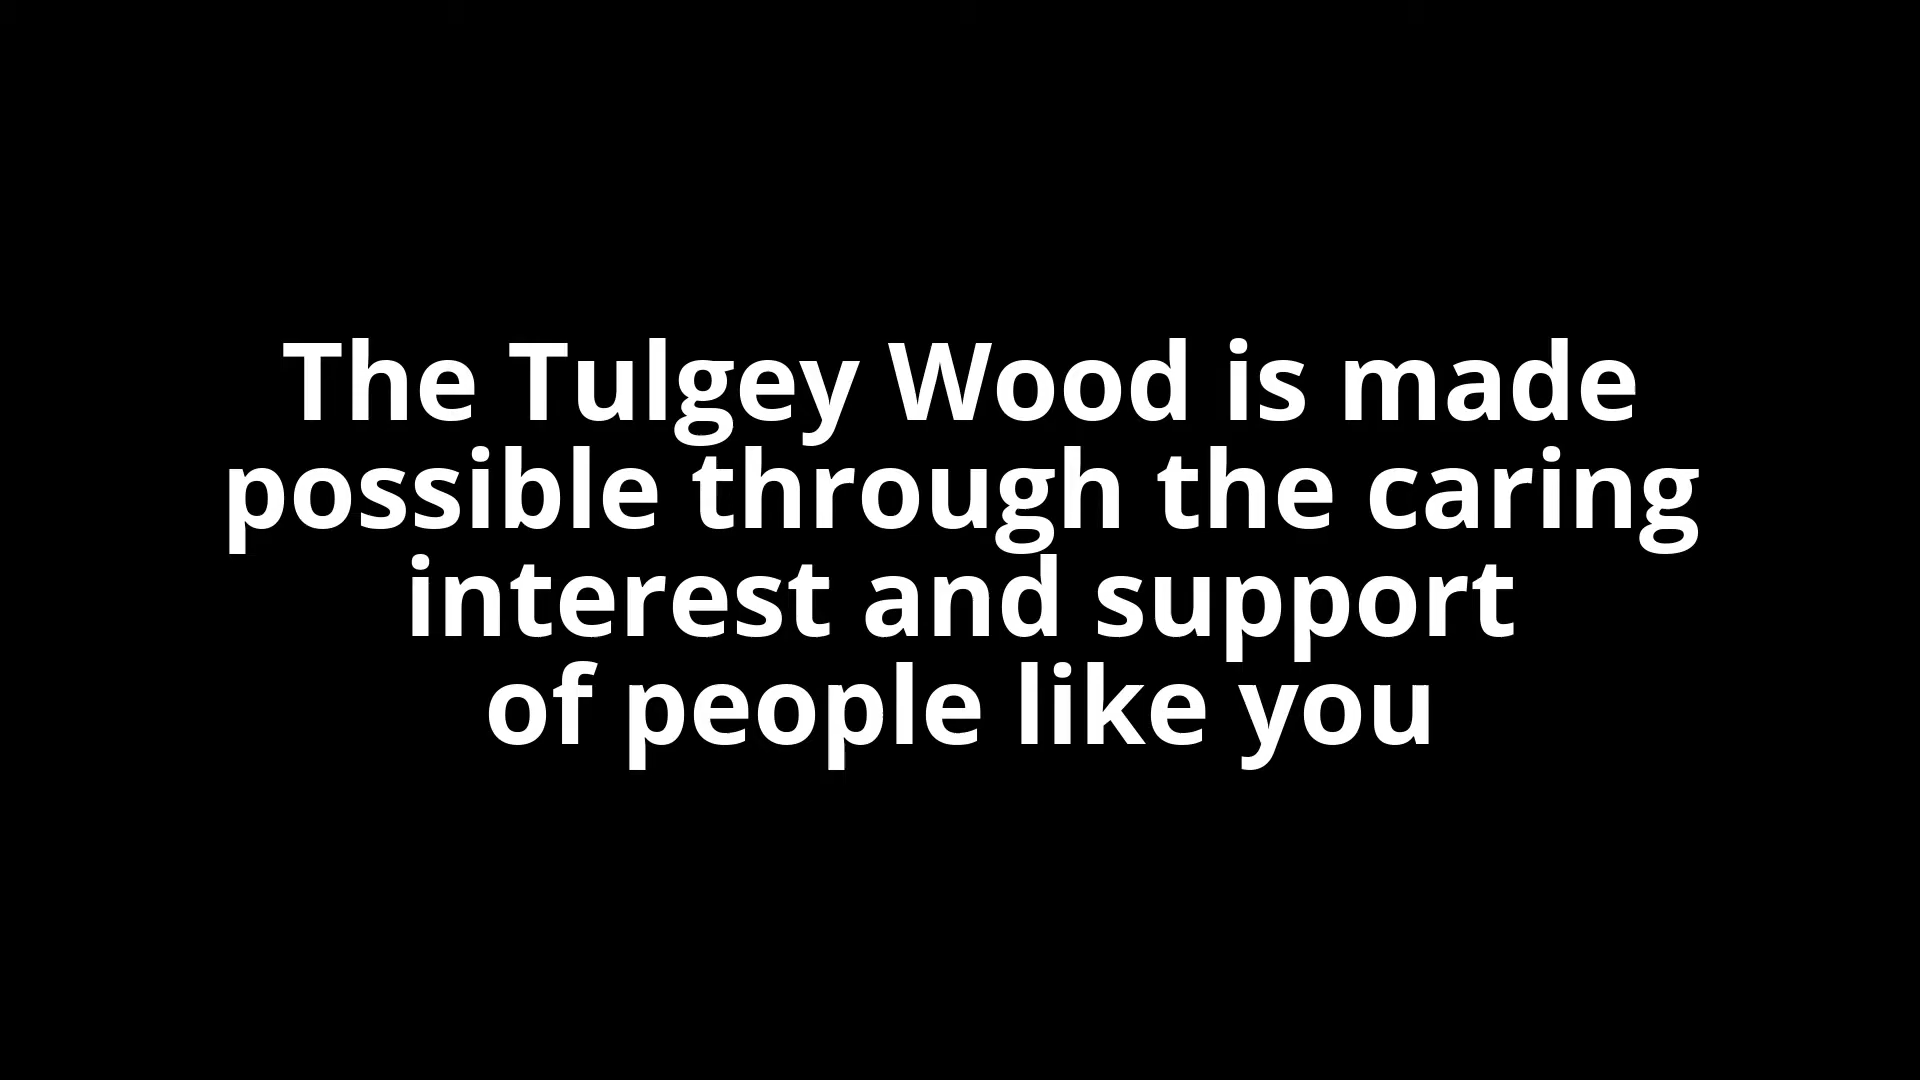 The Tulgey Wood is made
possible through the caring
interest and support
of people like you